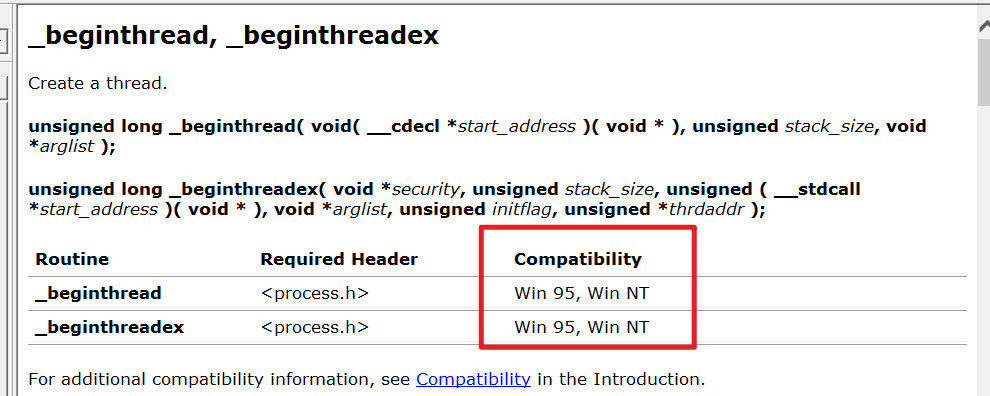 _beginthread, _beginthreadex
Create a thread.
unsigned long _beginthread( void( __cdecl *start_address )( void * ), unsigned stack_size, void
*arglist );
unsigned long _beginthreadex( void *security, unsigned stack_size, unsigned ( __stdcall
*start_address )( void * ), void *arglist, unsigned initflag, unsigned *thrdaddr );
Routine Required Header Compatibility
_beginthread <process.h> Win 95, Win NT
_beginthreadex <process.h> Win 95, Win NT
For additional compatibility information, see Compatibility in the Introduction.